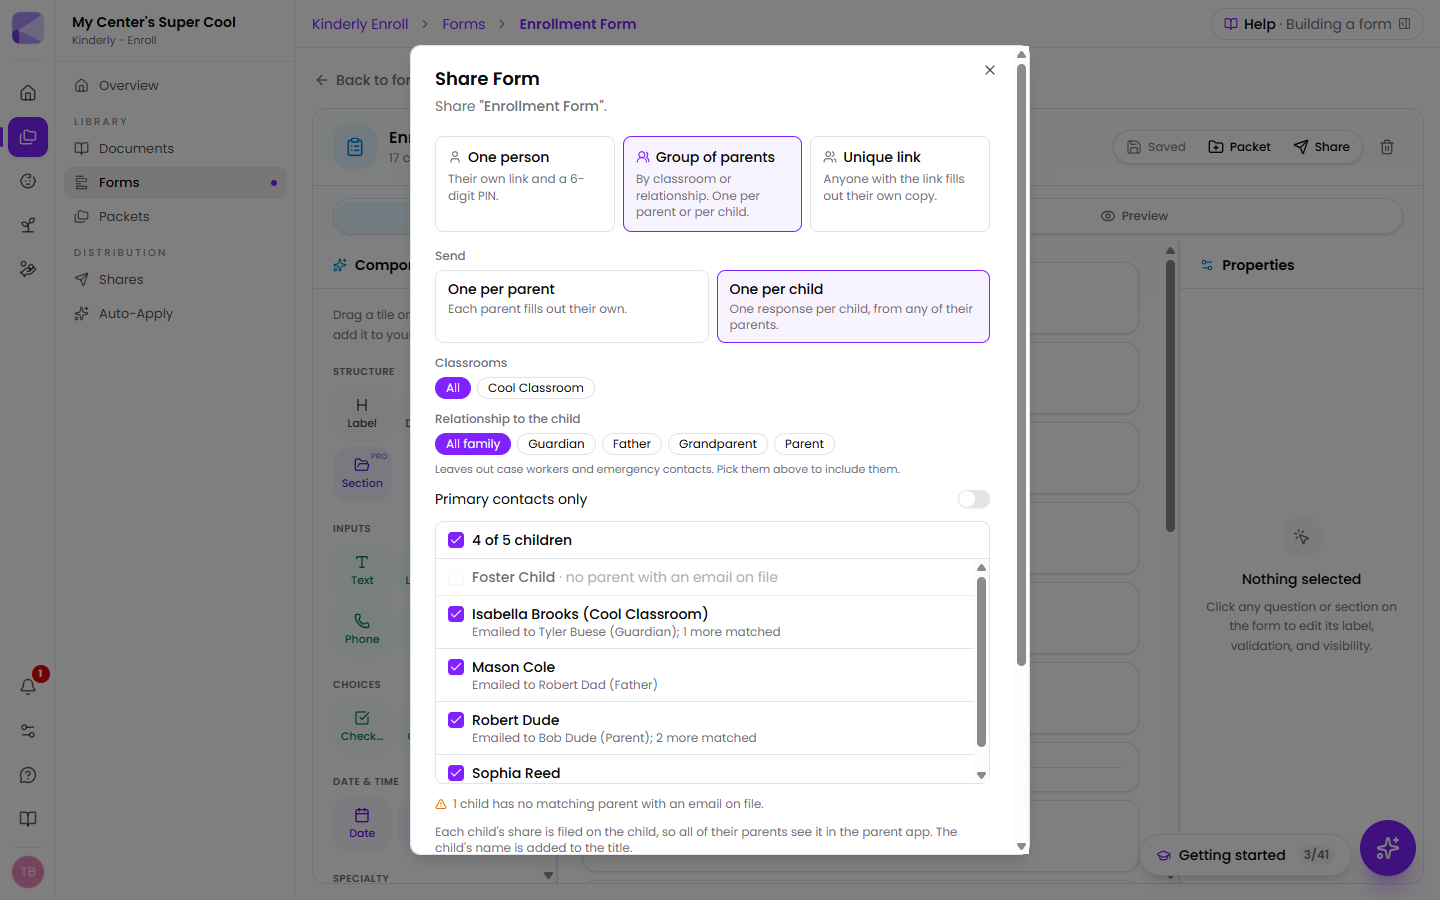 My Center's Super Cool
Kinderly - Enroll
Overview
LIBRARY
Documents
Forms
Packets
DISTRIBUTION
Shares
Auto-Apply
1
TB
Kinderly Enroll
Forms
Enrollment Form
Help · Building a form
Back to for
17 c
Saved
Packet
Share
Preview
Compo
Drag a tile or
add it to your
STRUCTURE
H
Label
PRO
Section
INPUTS
T
Text
Phone
CHOICES
Check...
DATE & TIME
Date
SPECIALTY
Properties
Nothing selected
Click any question or section on
the form to edit its label,
validation, and visibility.
Getting started 3/41
Share Form
Share "Enrollment Form".
One person
Their own link and a 6-
digit PIN.
Group of parents
By classroom or
relationship. One per
parent or per child.
Unique link
Anyone with the link fills
out their own copy.
Send
One per parent
Each parent fills out their own.
One per child
One response per child, from any of their
parents.
Classrooms
All
Cool Classroom
Relationship to the child
All family
Guardian
Father
Grandparent
Parent
Leaves out case workers and emergency contacts. Pick them above to include them.
Primary contacts only
4 of 5 children
Foster Child · no parent with an email on file
Isabella Brooks (Cool Classroom)
Emailed to Tyler Buese (Guardian); 1 more matched
Mason Cole
Emailed to Robert Dad (Father)
Robert Dude
Emailed to Bob Dude (Parent); 2 more matched
Sophia Reed
1 child has no matching parent with an email on file.
Each child's share is filed on the child, so all of their parents see it in the parent app. The
child's name is added to the title.